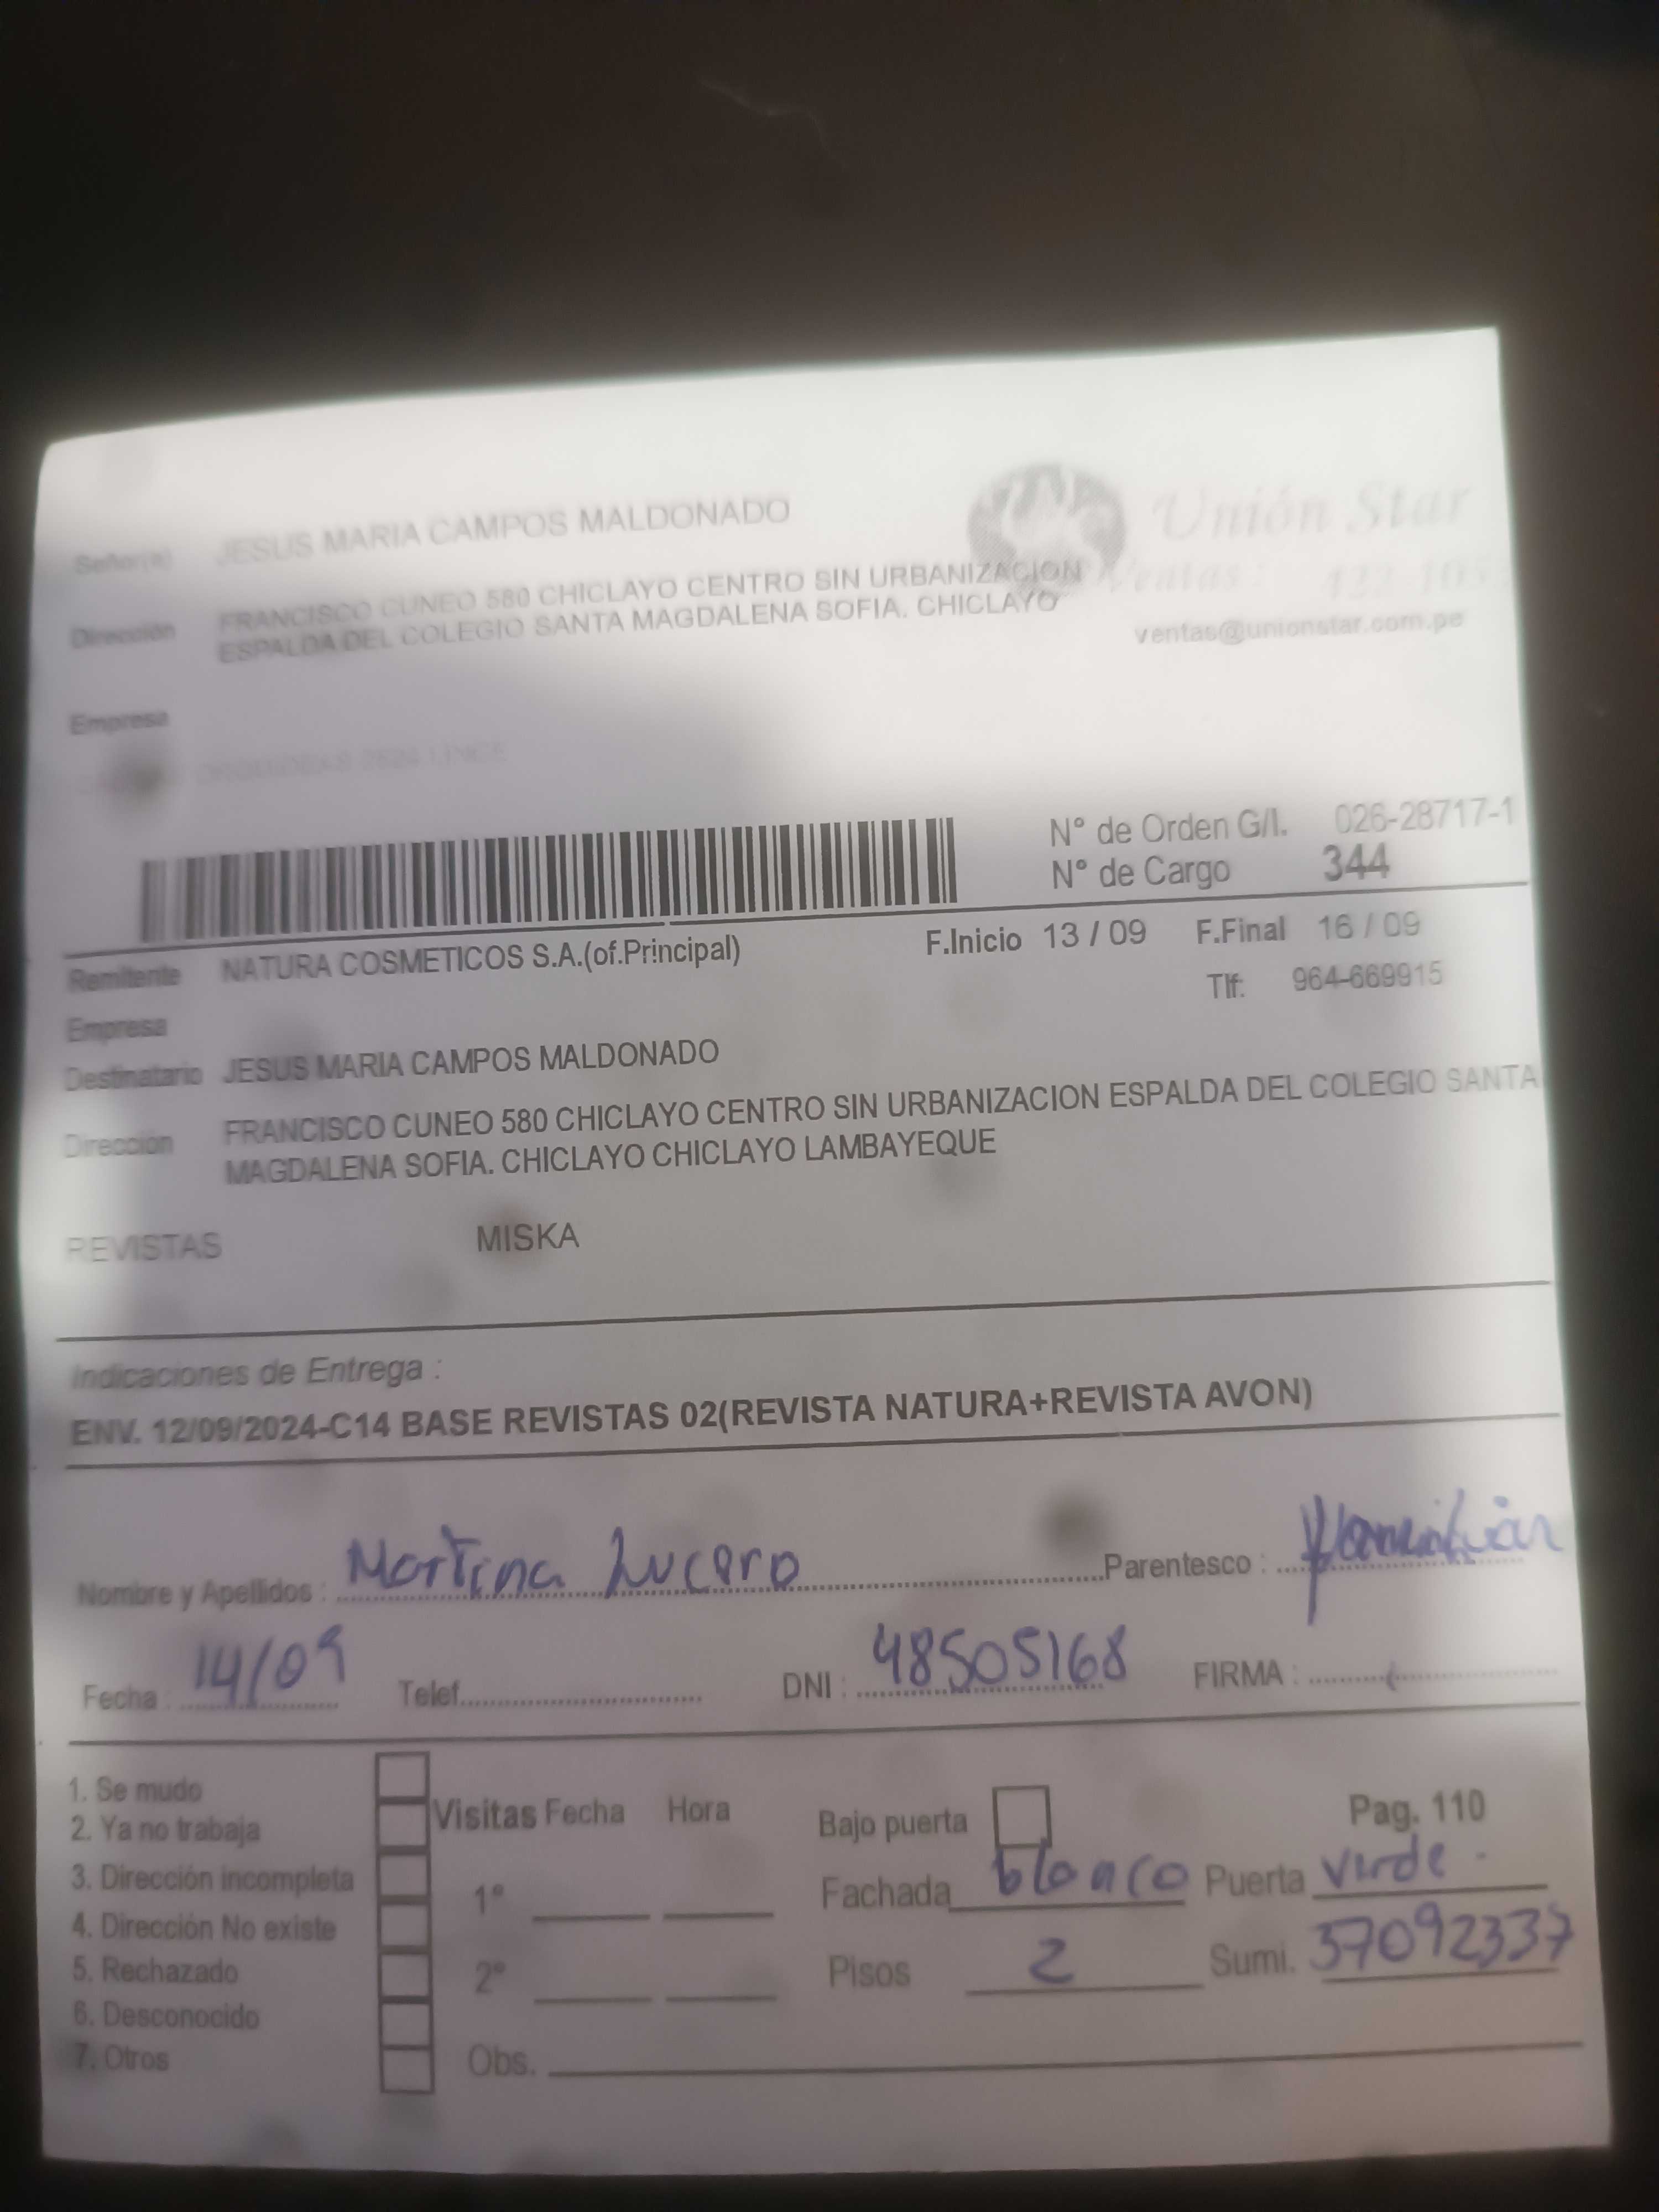 Señor(a) JESUS MARIA CAMPOS MALDONADO
Unión Star
Dirección FRANCISCO CUNEO 580 CHICLAYO CENTRO SIN URBANIZACION
ESPALDA DEL COLEGIO SANTA MAGDALENA SOFIA. CHICLAYO
Ventas: 422-105
ventas@unionstar.com.pe
Empresa
2624 LINCE
N° de Orden G/I. 026-28717-1
N° de Cargo 344
Remitente NATURA COSMETICOS S.A.(of.Principal) F.Inicio 13 / 09 F.Final 16 / 09
Tlf: 964-669915
Empresa
Destinatario JESUS MARIA CAMPOS MALDONADO
Dirección FRANCISCO CUNEO 580 CHICLAYO CENTRO SIN URBANIZACION ESPALDA DEL COLEGIO SANTA
MAGDALENA SOFIA. CHICLAYO CHICLAYO LAMBAYEQUE
REVISTAS MISKA
Indicaciones de Entrega :
ENV. 12/09/2024-C14 BASE REVISTAS 02(REVISTA NATURA+REVISTA AVON)
Nombre y Apellidos : Martina Lucero Parentesco :
Fecha : 14/09 Telef. DNI : 48505168 FIRMA :
1. Se mudo
2. Ya no trabaja
3. Dirección incompleta
4. Dirección No existe
5. Rechazado
6. Desconocido
7. Otros
Visitas Fecha Hora
1°
2°
Obs.
Bajo puerta Pag. 110
Fachada blanco Puerta verde.
Pisos 2 Sumi. 37092337